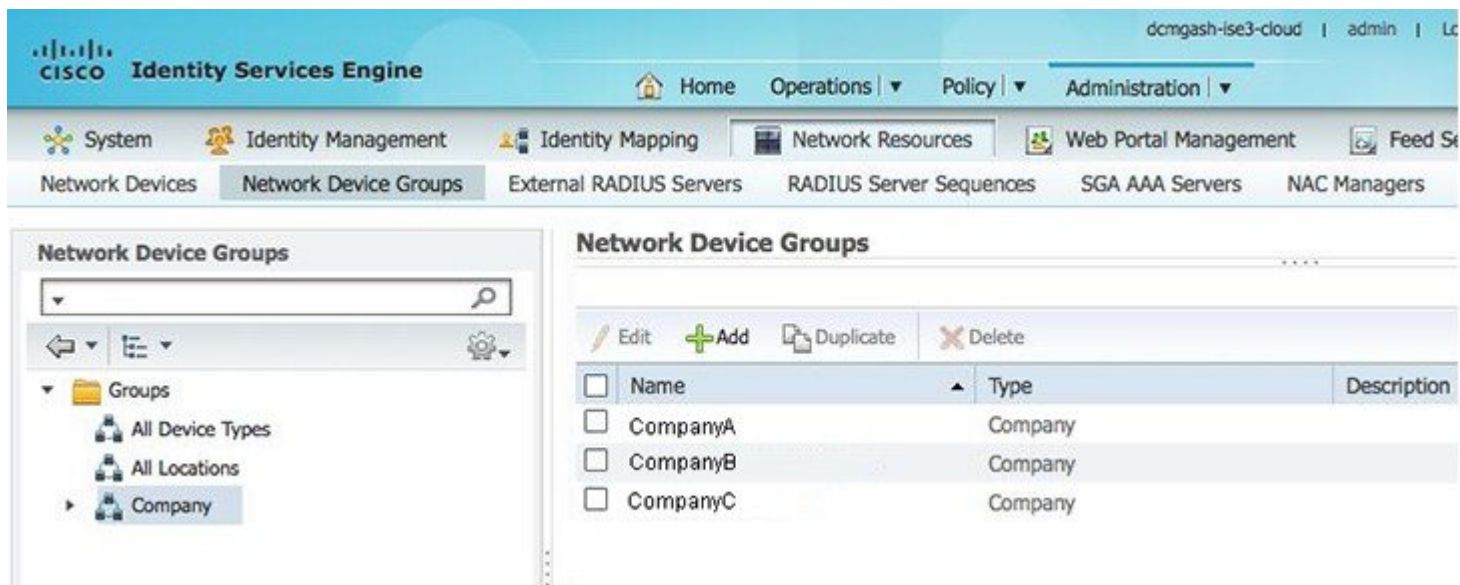 dcmgash-ise3-cloud | admin | Lo
CISCO Identity Services Engine
Home Operations | ▼ Policy | ▼ Administration | ▼
System Identity Management Identity Mapping Network Resources Web Portal Management Feed Se
Network Devices Network Device Groups External RADIUS Servers RADIUS Server Sequences SGA AAA Servers NAC Managers
Network Device Groups
Groups
All Device Types
All Locations
Company
Network Device Groups
Edit Add Duplicate Delete
Name Type Description
CompanyA Company
CompanyB Company
CompanyC Company